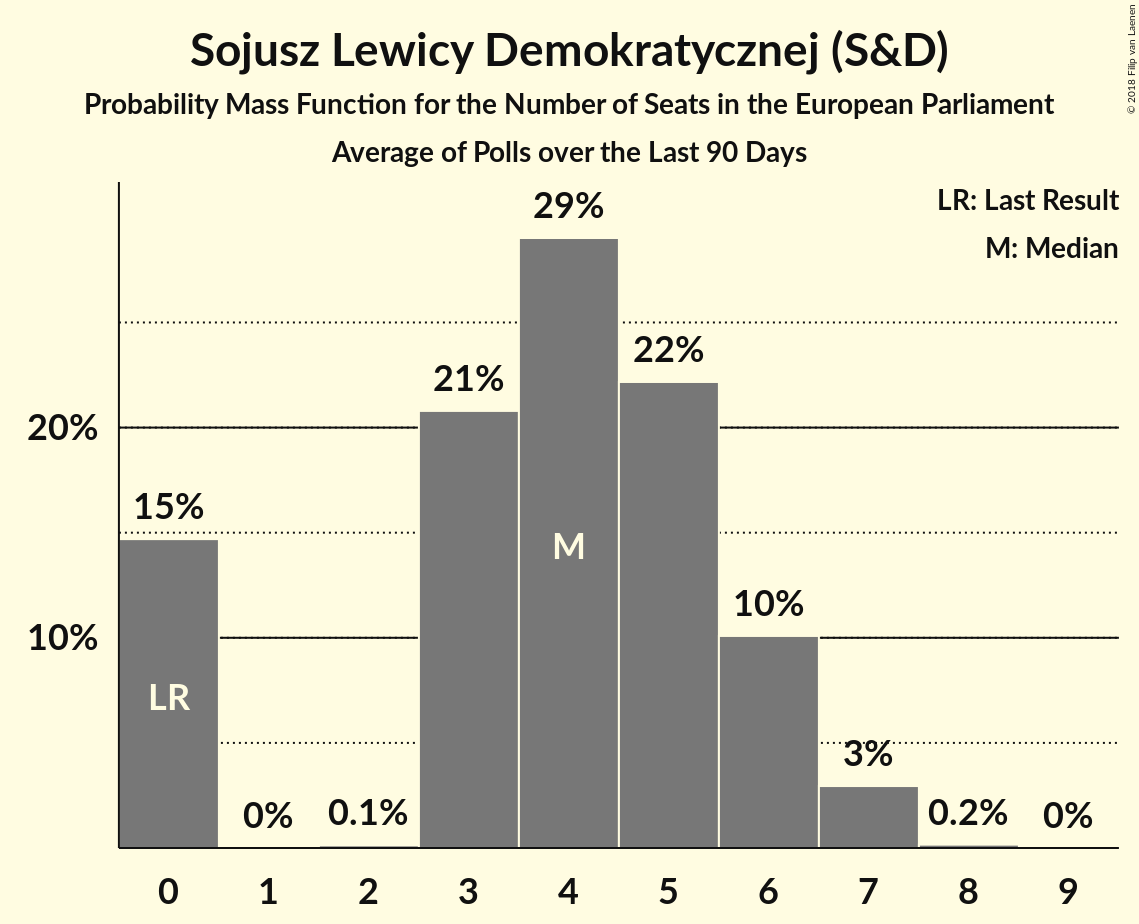 Sojusz Lewicy Demokratycznej (S&D)
Probability Mass Function for the Number of Seats in the European Parliament
Average of Polls over the Last 90 Days
© 2018 Filip van Laenen
LR: Last Result
M: Median
29%
22%
21%
20%
15%
M
10%
10%
LR
3%
0%
0.1%
0.2%
0%
0 1 2 3 4 5 6 7 8 9